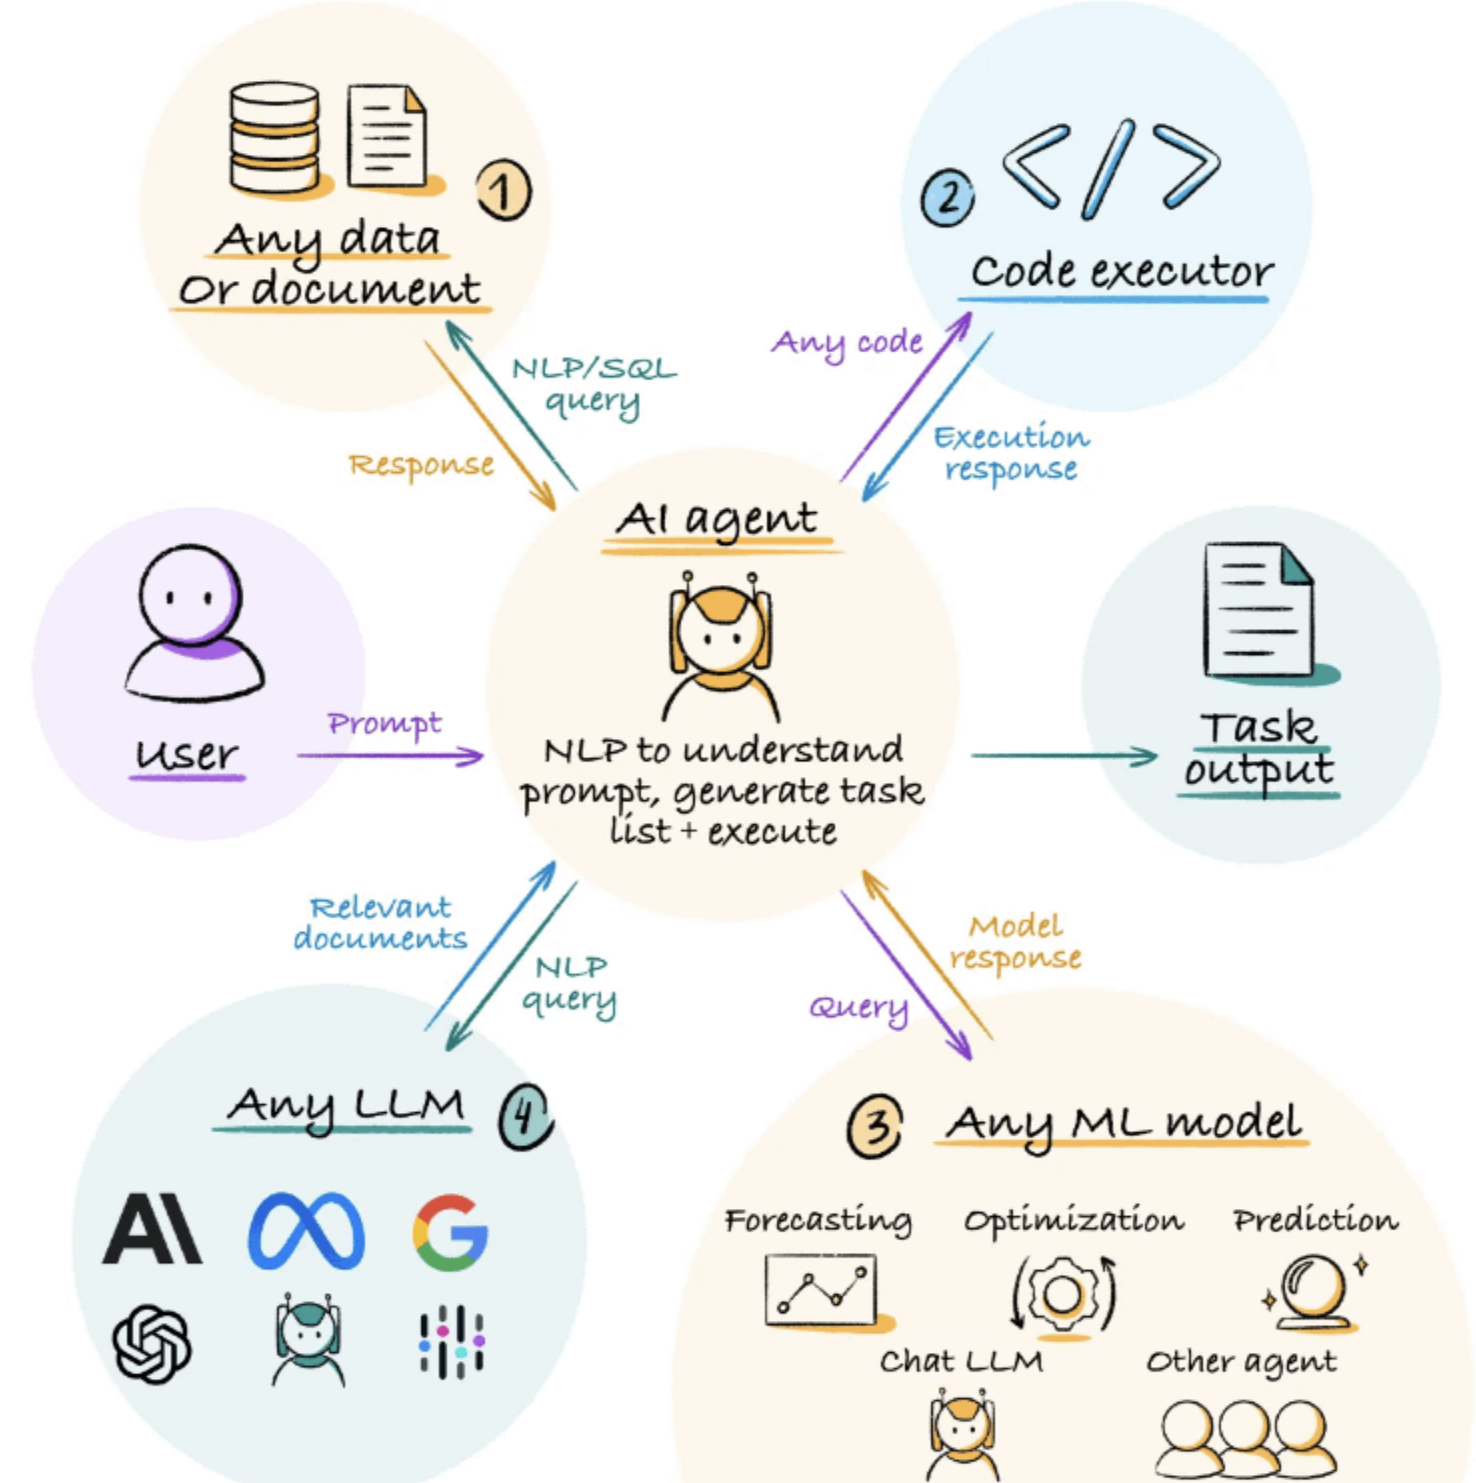 1
Any data
Or document
2
</>
Code executor
NLP/SQL
query
Response
Any code
Execution
response
User
Prompt
AI agent
NLP to understand
prompt, generate task
list + execute
Task
output
Relevant
documents
NLP
query
Model
response
Query
Any LLM
4
AI
G
3
Any ML model
Forecasting
Optimization
Prediction
Chat LLM
Other agent